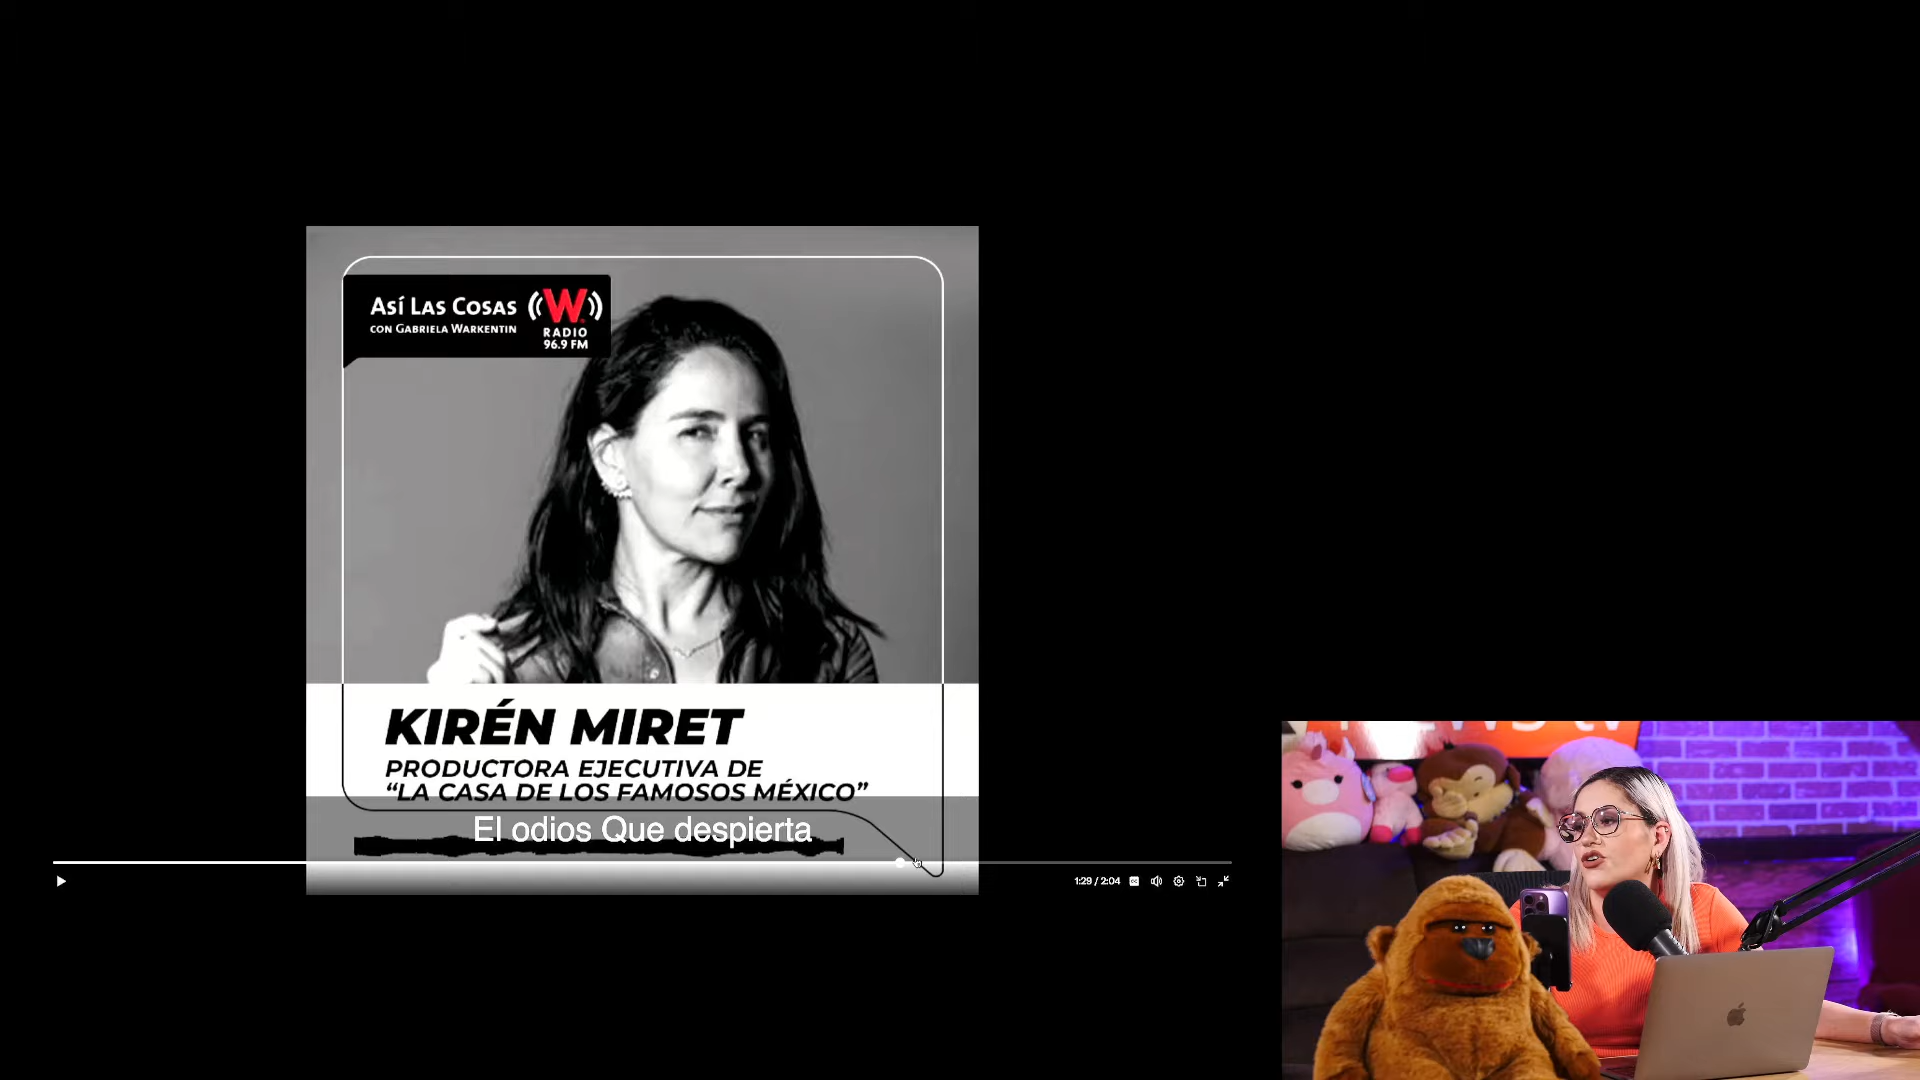 ASÍ LAS COSAS
CON GABRIELA WARKENTIN
W
RADIO
96.9 FM
KIRÉN MIRET
PRODUCTORA EJECUTIVA DE
“LA CASA DE LOS FAMOSOS MÉXICO”
El odios Que despierta
1:29 / 2:04